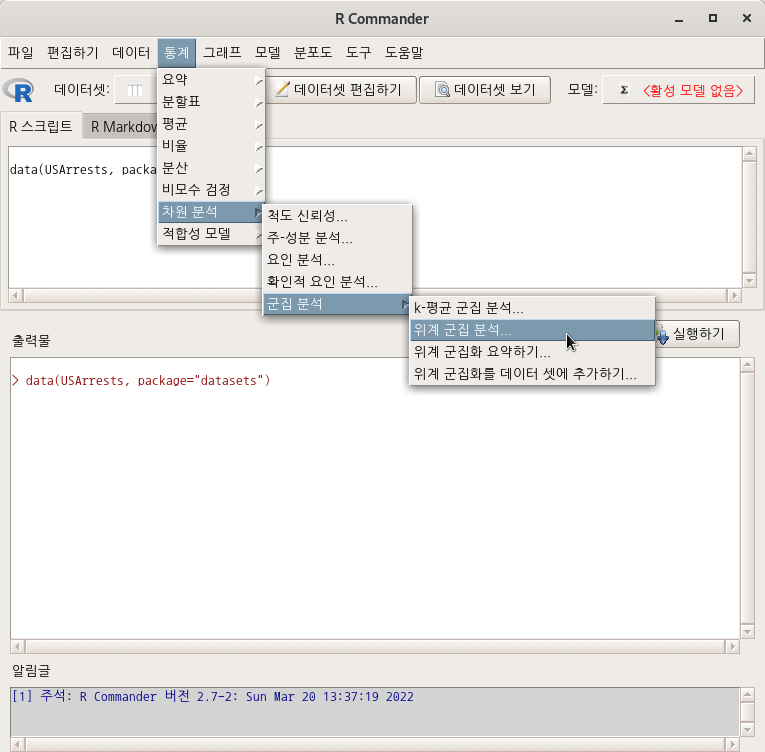 R Commander
파일 편집하기 데이터 통계 그래프 모델 분포도 도구 도움말
데이터셋: 데이터셋 편집하기 데이터셋 보기 모델: Σ <활성 모델 없음>
R 스크립트 R Markdow
요약
분할표
평균
비율
분산
비모수 검정
차원 분석
적합성 모델
data(USArrests, packa
척도 신뢰성...
주-성분 분석...
요인 분석...
확인적 요인 분석...
군집 분석
k-평균 군집 분석...
위계 군집 분석...
위계 군집화 요약하기...
위계 군집화를 데이터 셋에 추가하기...
실행하기
출력물
> data(USArrests, package="datasets")
알림글
[1] 주석: R Commander 버전 2.7-2: Sun Mar 20 13:37:19 2022